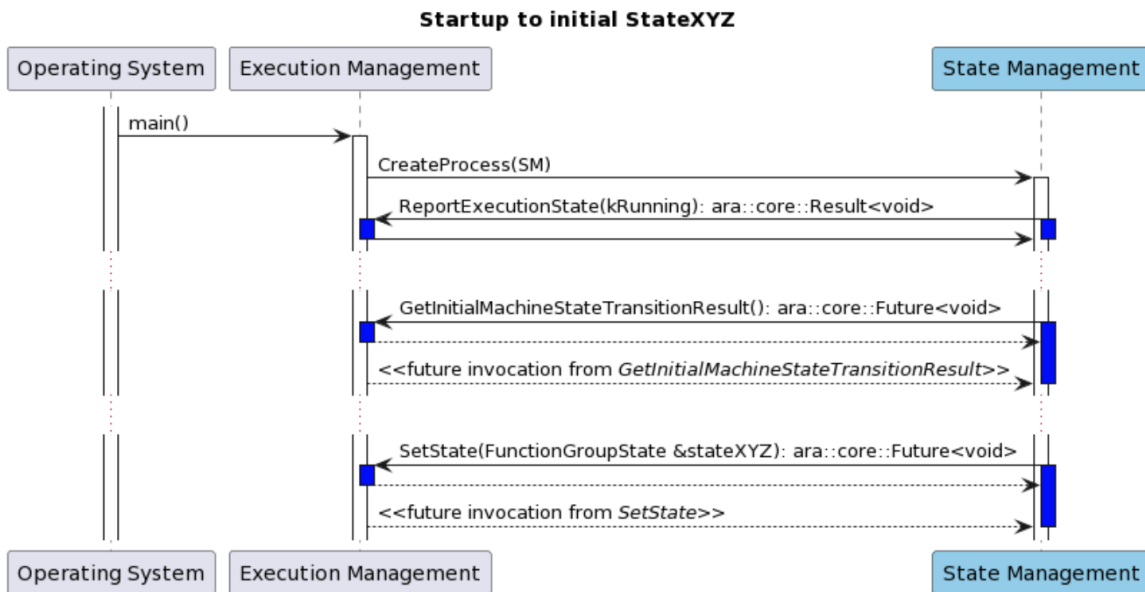 Startup to initial StateXYZ
Operating System
Execution Management
State Management
main()
CreateProcess(SM)
ReportExecutionState(kRunning): ara::core::Result<void>
GetInitialMachineStateTransitionResult(): ara::core::Future<void>
<<future invocation from GetInitialMachineStateTransitionResult>>
SetState(FunctionGroupState &stateXYZ): ara::core::Future<void>
<<future invocation from SetState>>
Operating System
Execution Management
State Management